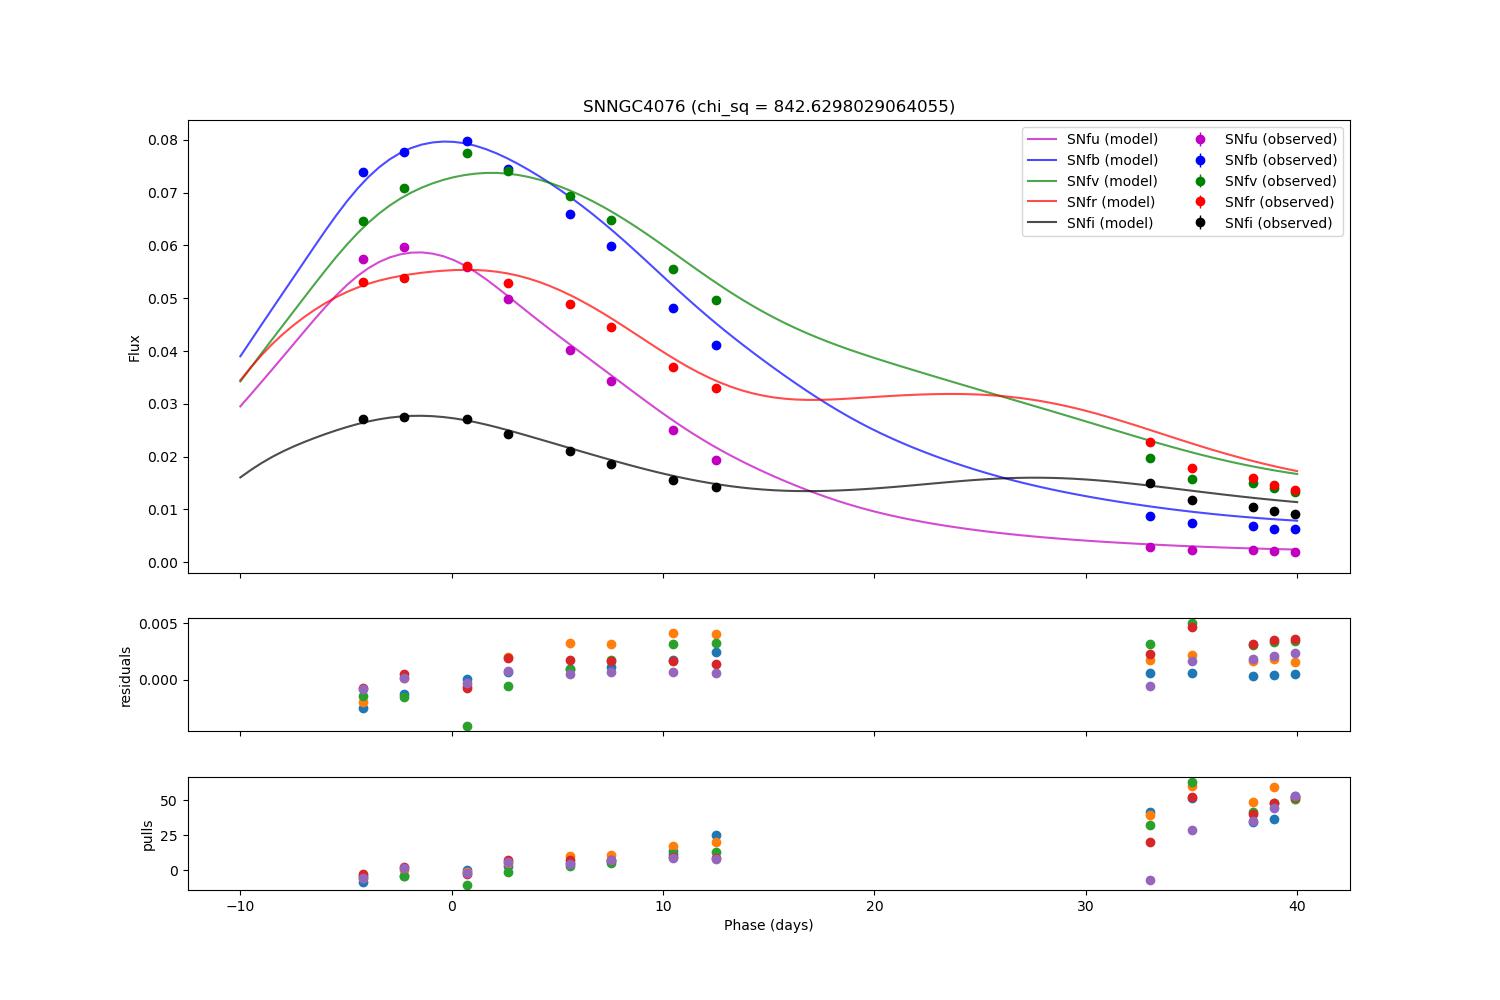 SNNGC4076 (chi_sq = 842.6298029064055)
0.08
0.07
0.06
0.05
0.04
0.03
0.02
0.01
0.00
Flux
SNfu (model)
SNfb (model)
SNfv (model)
SNfr (model)
SNfi (model)
SNfu (observed)
SNfb (observed)
SNfv (observed)
SNfr (observed)
SNfi (observed)
0.005
0.000
residuals
50
25
0
pulls
−10 0 10 20 30 40
Phase (days)